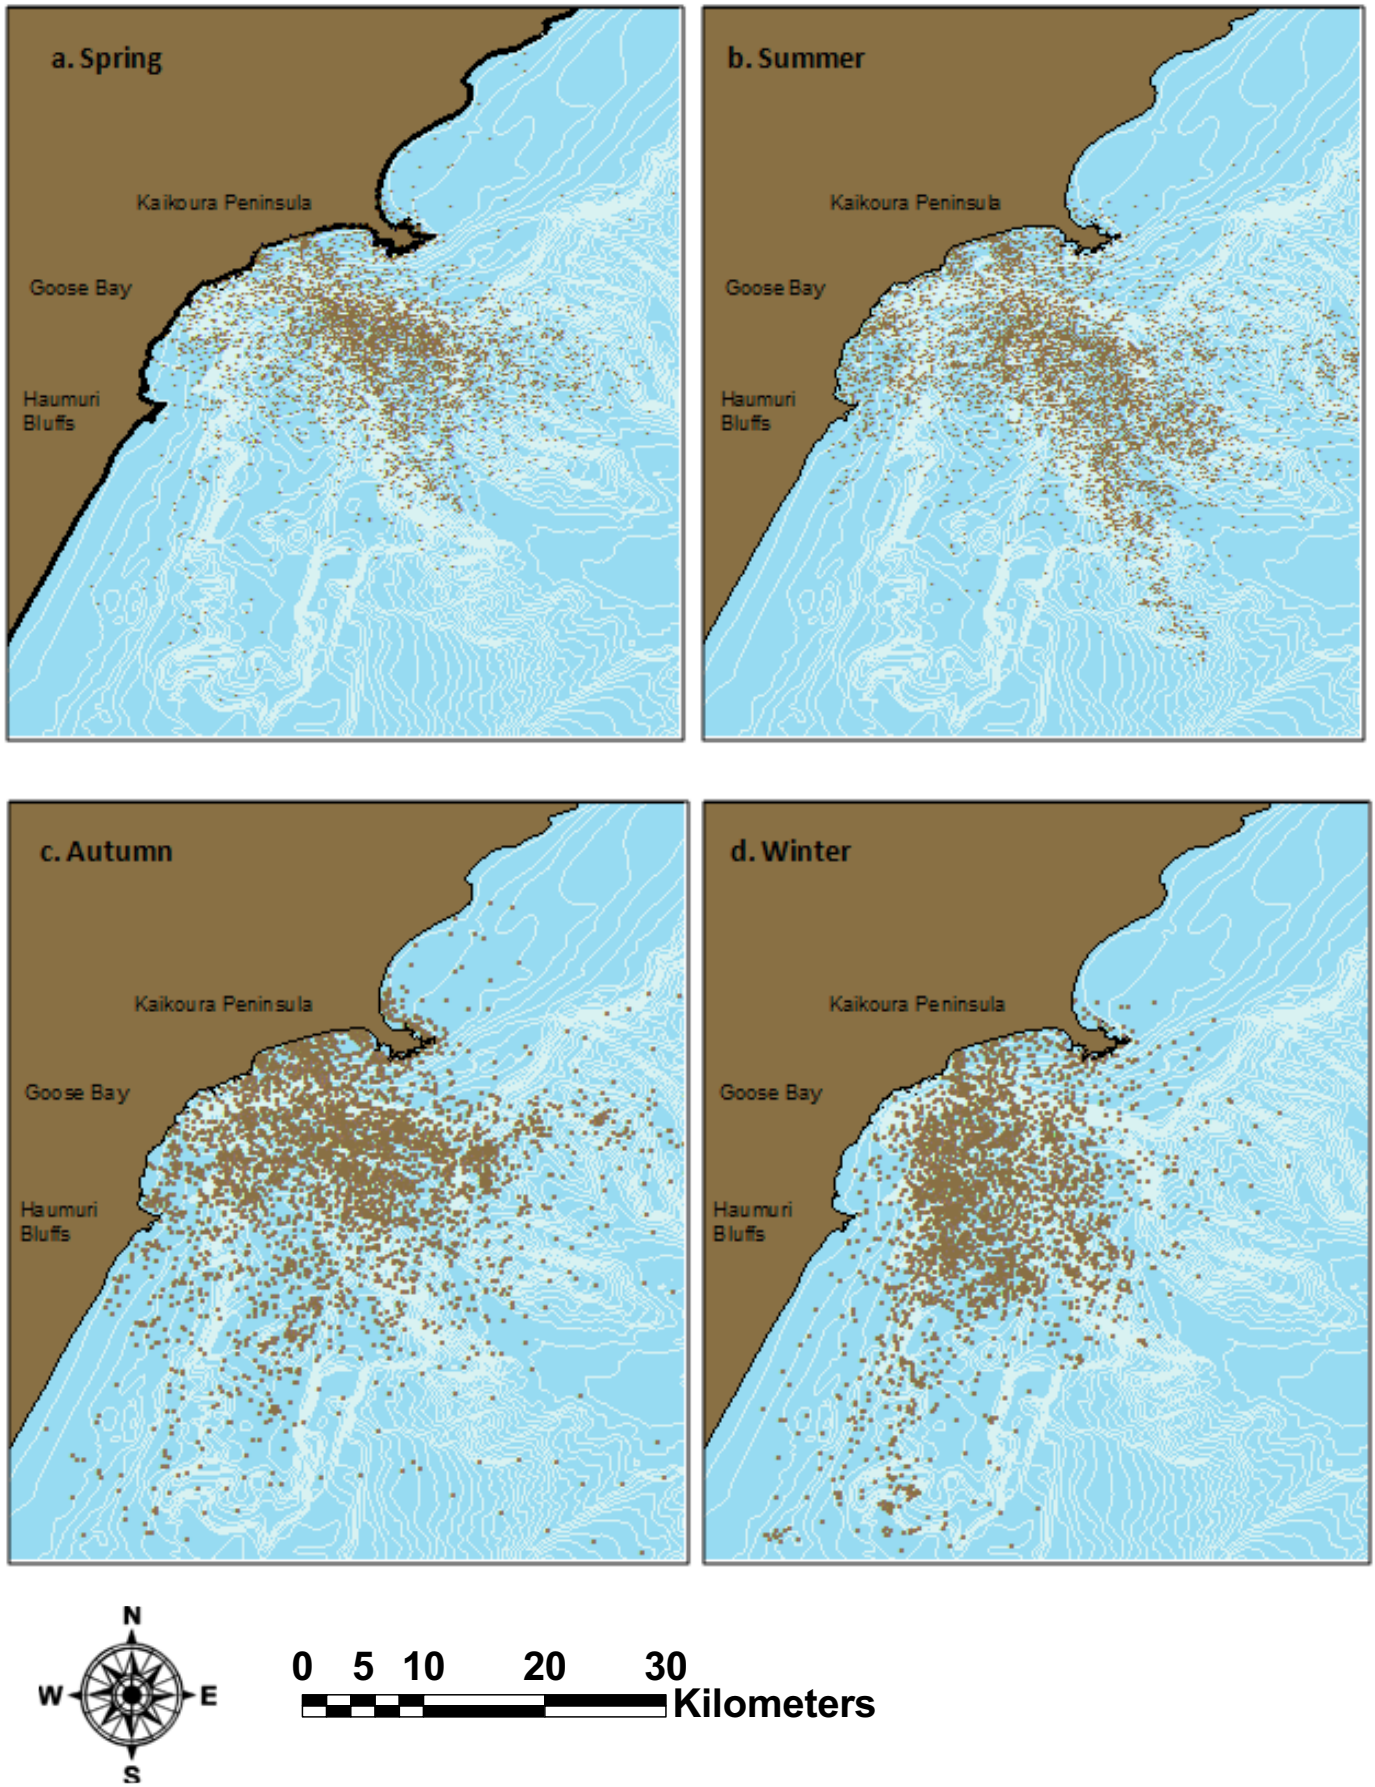 a. Spring
Kaikoura Peninsula
Goose Bay
Haumuri
Bluffs
b. Summer
Kaikoura Peninsula
Goose Bay
Haumuri
Bluffs
c. Autumn
Kaikoura Peninsula
Goose Bay
Haumuri
Bluffs
d. Winter
Kaikoura Peninsula
Goose Bay
Haumuri
Bluffs
N
W E
S
0 5 10 20 30
Kilometers